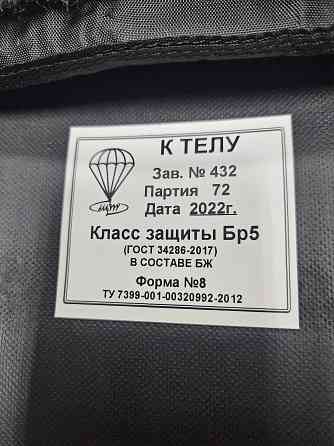 К ТЕЛУ
Зав. № 432
Партия 72
Дата 2022г.
Класс защиты Бр5
(ГОСТ 34286-2017)
В СОСТАВЕ БЖ
Форма №8
ТУ 7399-001-00320992-2012